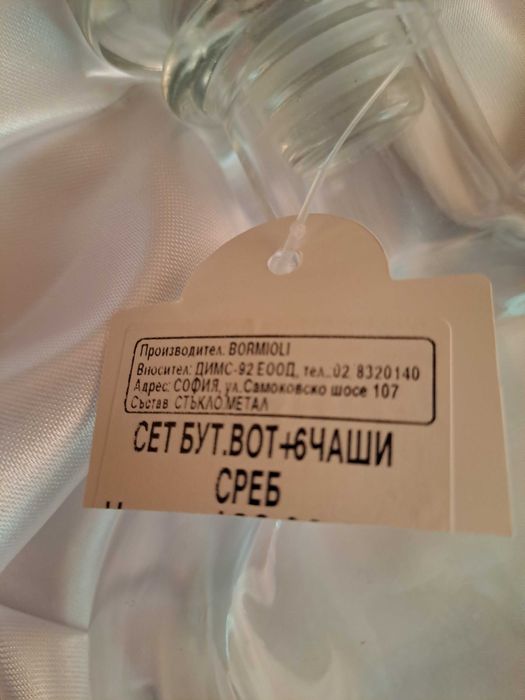 Производител. BORMIOLI
Вносител: ДИМС-92 ЕООД, тел.:02 8320140
Адрес: СОФИЯ, ул.Самоковско шосе 107
Състав СТЪКЛО МЕТАЛ
СЕТ БУТ.ВОТ+6ЧАШИ
СРЕБ